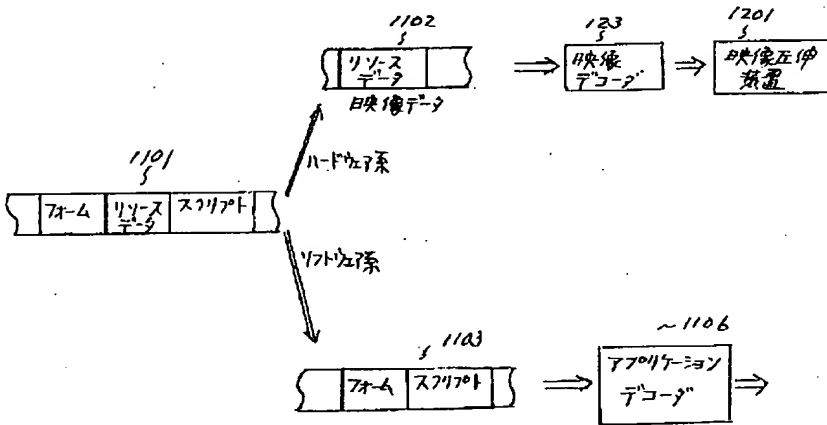 1102
リソース
データ
映像データ
123
映像
デコーダ
1201
映像圧伸
装置
ハードウェア系
1101
フォーム
リソース
データ
スクリプト
ソフトウェア系
1103
フォーム
スクリプト
~1106
アプリケーション
デコーダ